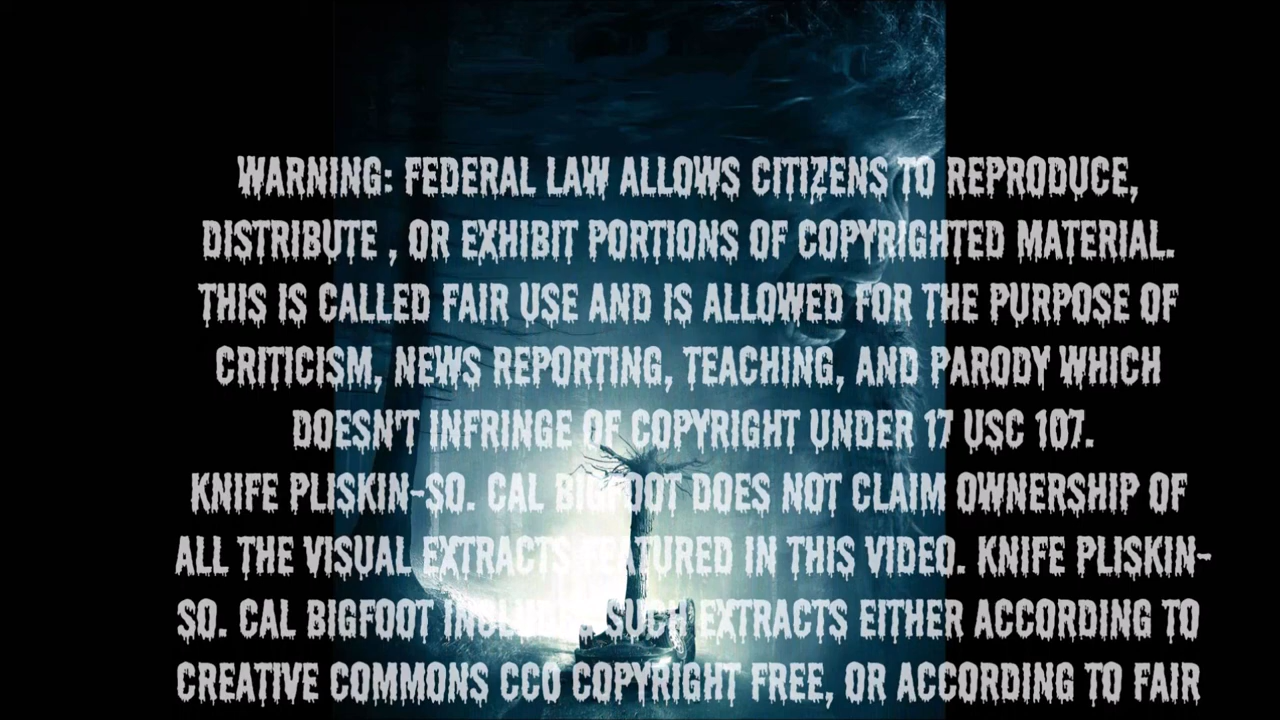 WARNING: FEDERAL LAW ALLOWS CITIZENS TO REPRODUCE,
DISTRIBUTE , OR EXHIBIT PORTIONS OF COPYRIGHTED MATERIAL.
THIS IS CALLED FAIR USE AND IS ALLOWED FOR THE PURPOSE OF
CRITICISM, NEWS REPORTING, TEACHING, AND PARODY WHICH
DOESN'T INFRINGE OF COPYRIGHT UNDER 17 USC 107.
KNIFE PLISKIN-SO. CAL BIGFOOT DOES NOT CLAIM OWNERSHIP OF
ALL THE VISUAL EXTRACTS FEATURED IN THIS VIDEO. KNIFE PLISKIN-
SO. CAL BIGFOOT SUCH EXTRACTS EITHER ACCORDING TO
CREATIVE COMMONS CCO COPYRIGHT FREE, OR ACCORDING TO FAIR